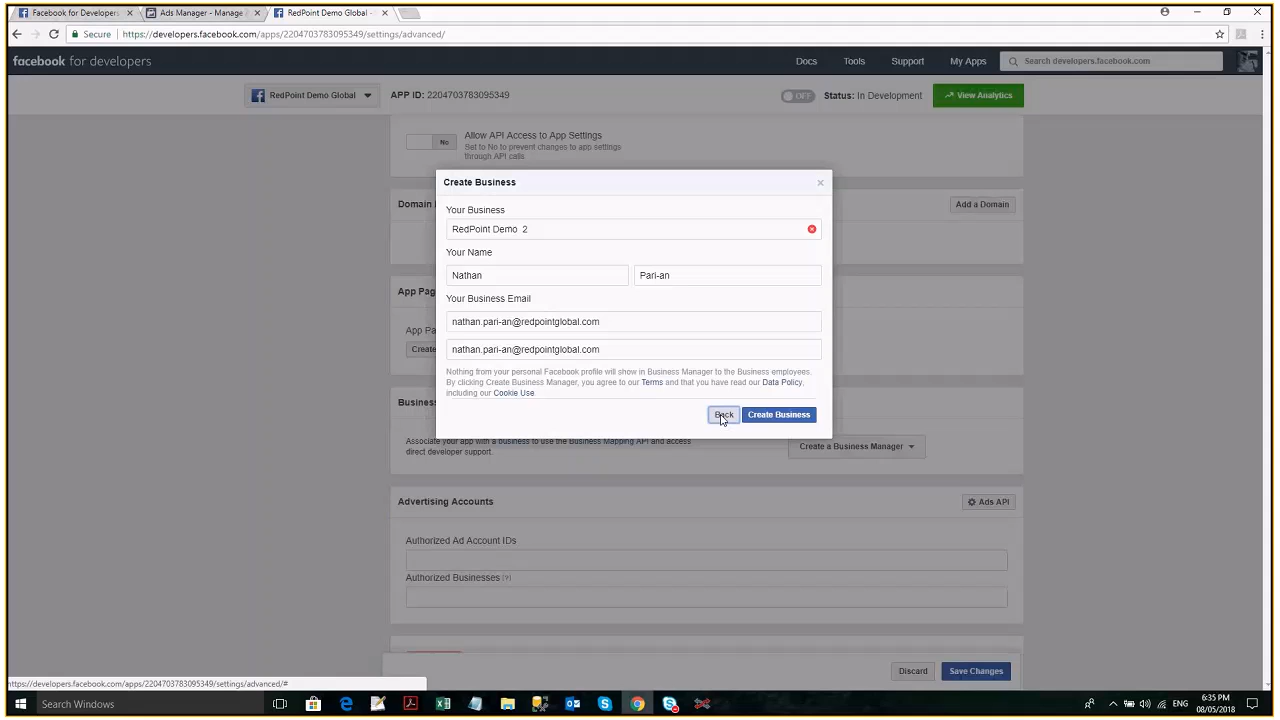 Facebook for Developers
Ads Manager - Manage
RedPoint Demo Global -
Secure
https://developers.facebook.com/apps/2204703783095349/settings/advanced/
facebook for developers
Docs
Tools
Support
My Apps
Search developers.facebook.com
RedPoint Demo Global
APP ID: 2204703783095349
OFF
Status: In Development
View Analytics
No
Allow API Access to App Settings
Set to No to prevent changes to app settings
through API calls
Create Business
Domain
Add a Domain
Your Business
RedPoint Demo  2
Your Name
Nathan
Pari-an
Your Business Email
nathan.pari-an@redpointglobal.com
nathan.pari-an@redpointglobal.com
App Pag
App Pa
Create
Nothing from your personal Facebook profile will show in Business Manager to the Business employees.
By clicking Create Business Manager, you agree to our Terms and that you have read our Data Policy,
including our Cookie Use
Back
Create Business
Business
Associate your app with a business to use the Business Mapping API and access
direct developer support.
Create a Business Manager
Advertising Accounts
Ads API
Authorized Ad Account IDs
Authorized Businesses [?]
Discard
Save Changes
https://developers.facebook.com/apps/2204703783095349/settings/advanced/#
Search Windows
ENG
6:35 PM
08/05/2018